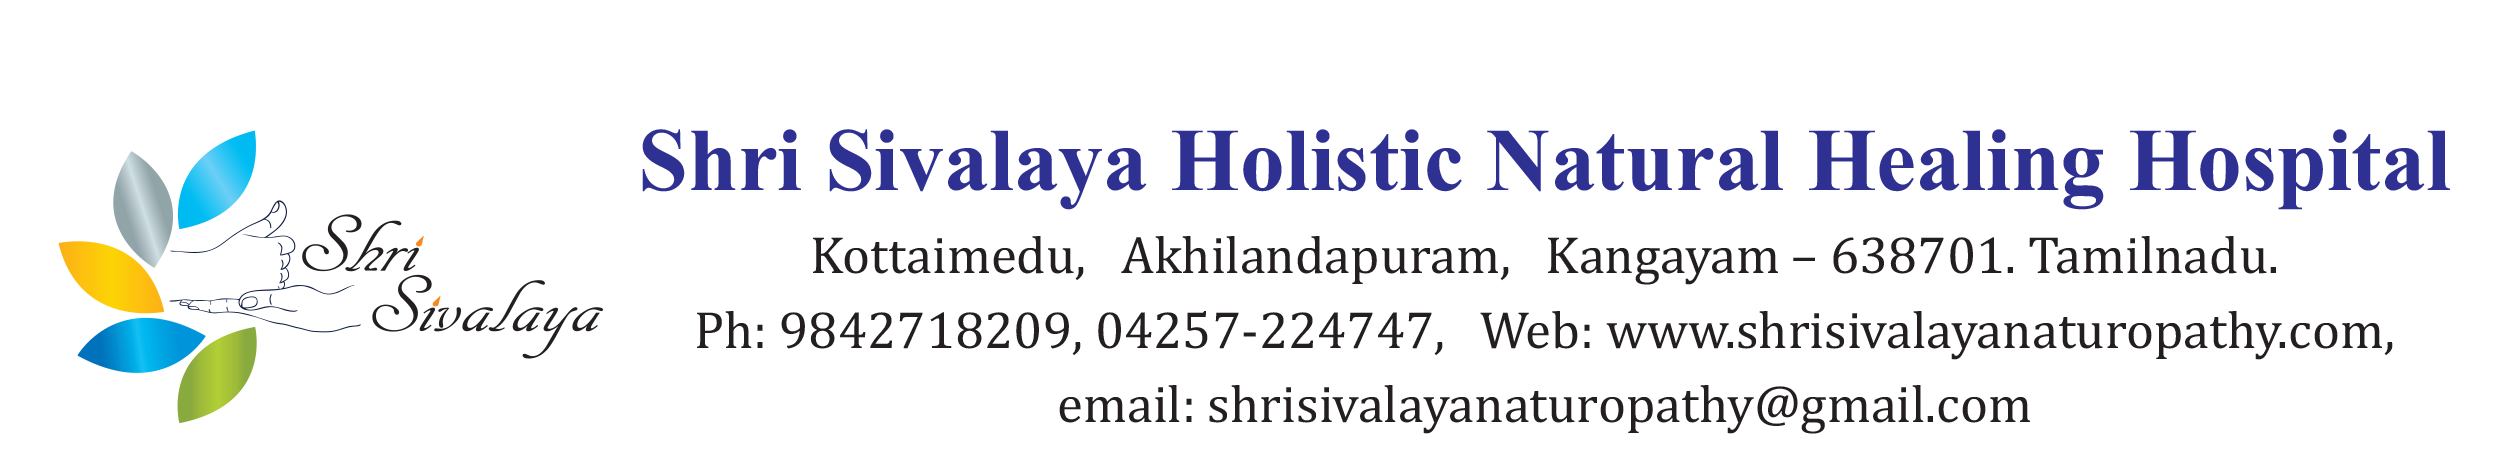 Shri Sivalaya Holistic Natural Healing Hospital
Shri
Sivalaya
Kottaimedu, Akhilandapuram, Kangayam – 638701. Tamilnadu.
Ph: 9842718209, 04257-224747, Web: www.shrisivalayanaturopathy.com,
email: shrisivalayanaturopathy@gmail.com